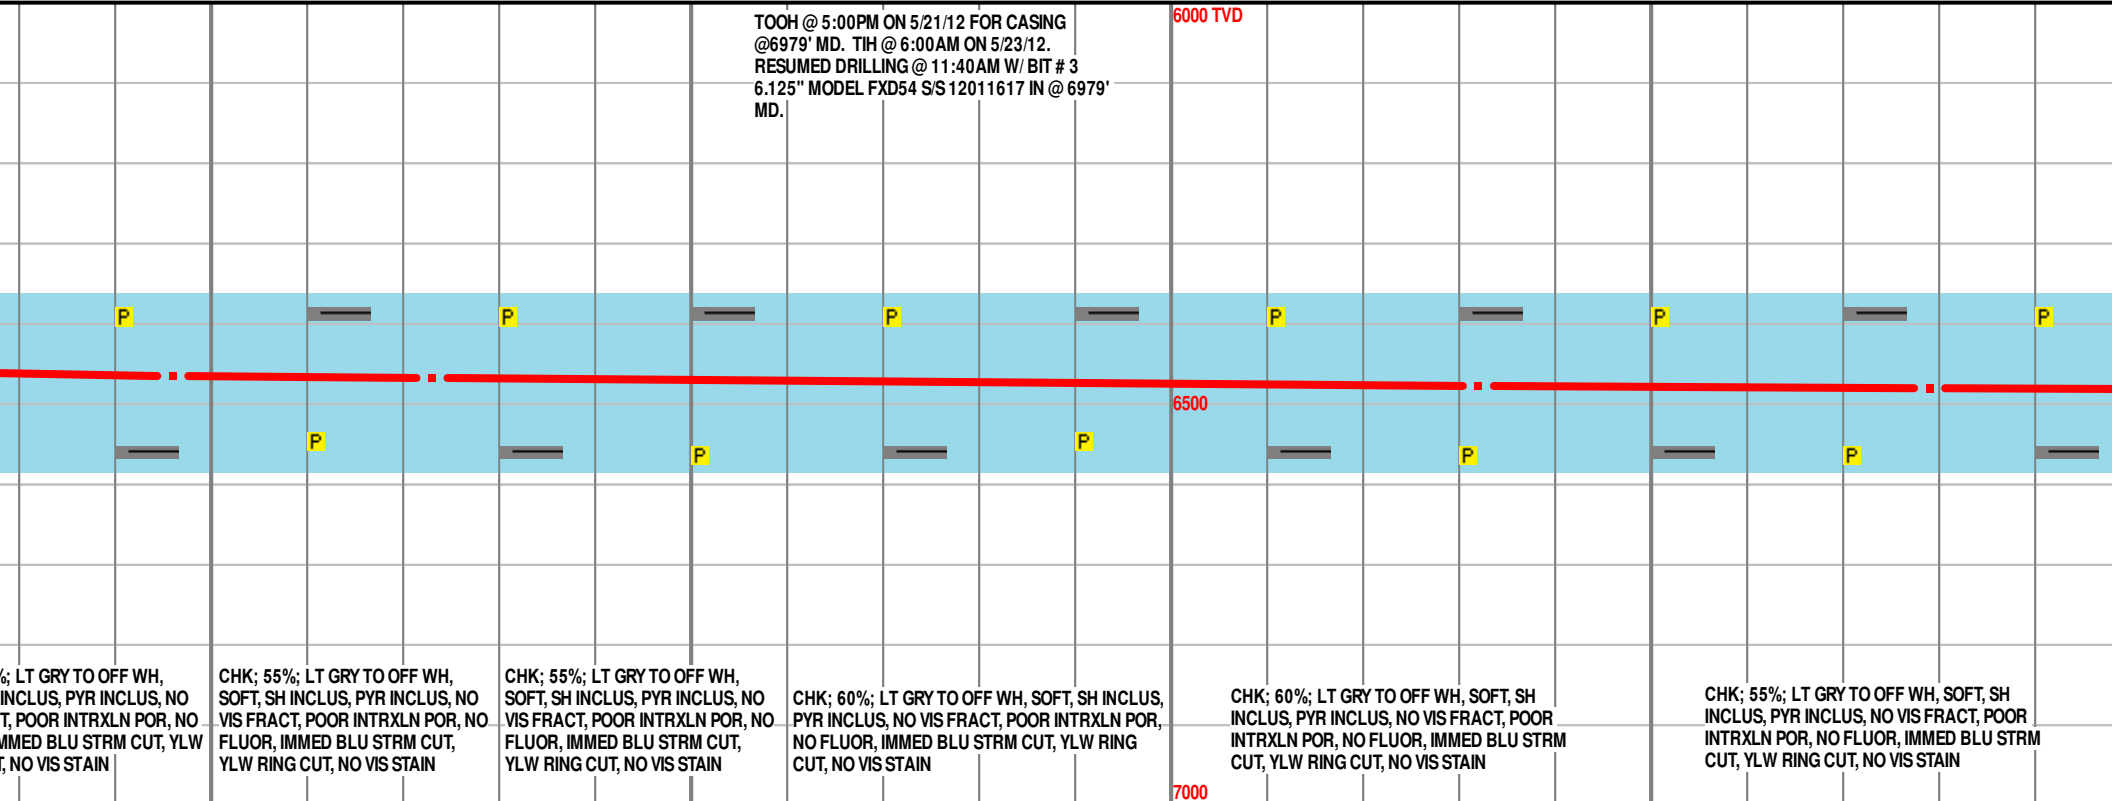 TOOH @ 5:00PM ON 5/21/12 FOR CASING
@6979' MD.  TIH @ 6:00AM ON 5/23/12.
RESUMED DRILLING @ 11:40AM W/ BIT # 3
6.125" MODEL FXD54 S/S 12011617 IN @ 6979'
MD.
6000 TVD
P
P
P
P
P
P
6500
P
P
P
P
P
%; LT GRY TO OFF WH,
INCLUS, PYR INCLUS, NO
T, POOR INTRXLN POR, NO
MMED BLU STRM CUT, YLW
T, NO VIS STAIN
CHK; 55%; LT GRY TO OFF WH,
SOFT, SH INCLUS, PYR INCLUS, NO
VIS FRACT, POOR INTRXLN POR, NO
FLUOR, IMMED BLU STRM CUT,
YLW RING CUT, NO VIS STAIN
CHK; 55%; LT GRY TO OFF WH,
SOFT, SH INCLUS, PYR INCLUS, NO
VIS FRACT, POOR INTRXLN POR, NO
FLUOR, IMMED BLU STRM CUT,
YLW RING CUT, NO VIS STAIN
CHK; 60%; LT GRY TO OFF WH, SOFT, SH INCLUS,
PYR INCLUS, NO VIS FRACT, POOR INTRXLN POR,
NO FLUOR, IMMED BLU STRM CUT, YLW RING
CUT, NO VIS STAIN
CHK; 60%; LT GRY TO OFF WH, SOFT, SH
INCLUS, PYR INCLUS, NO VIS FRACT, POOR
INTRXLN POR, NO FLUOR, IMMED BLU STRM
CUT, YLW RING CUT, NO VIS STAIN
CHK; 55%; LT GRY TO OFF WH, SOFT, SH
INCLUS, PYR INCLUS, NO VIS FRACT, POOR
INTRXLN POR, NO FLUOR, IMMED BLU STRM
CUT, YLW RING CUT, NO VIS STAIN
7000